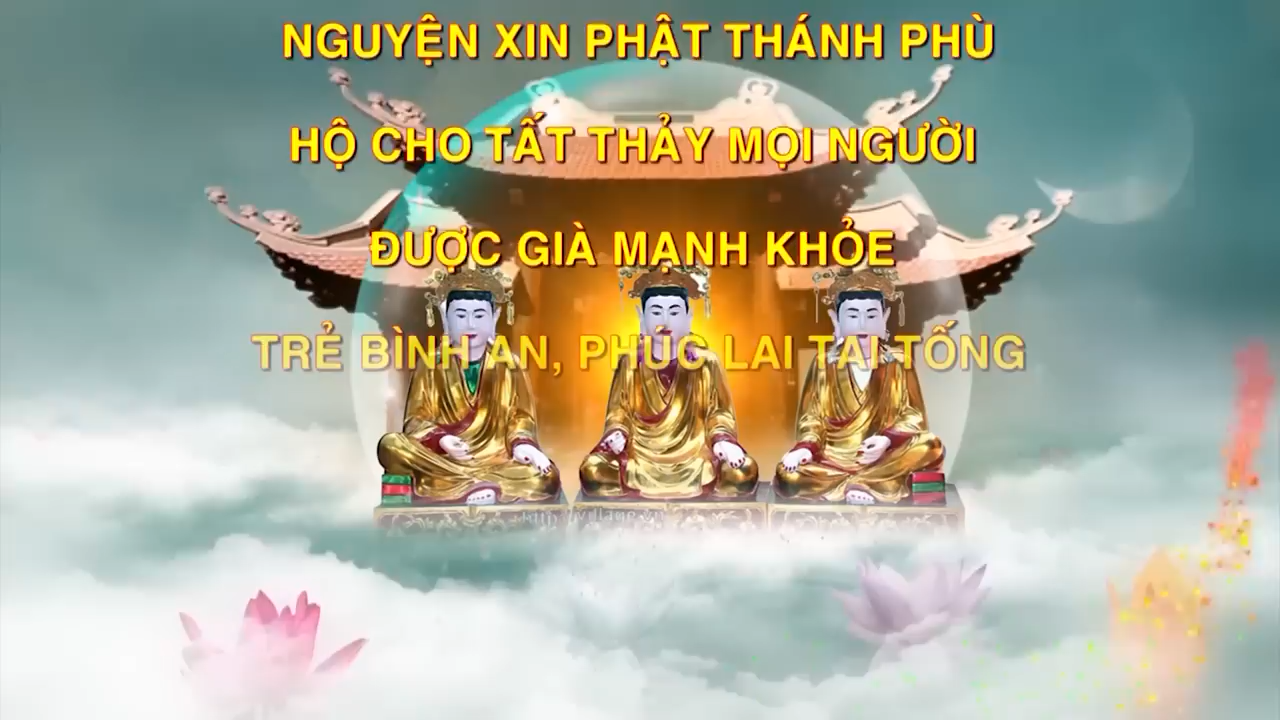 NGUYỆN XIN PHẬT THÁNH PHÙ
HỘ CHO TẤT THẢY MỌI NGƯỜI
ĐƯỢC GIÀ MẠNH KHỎE
TRẺ BÌNH AN, PHÚC LAI TAI TỐNG